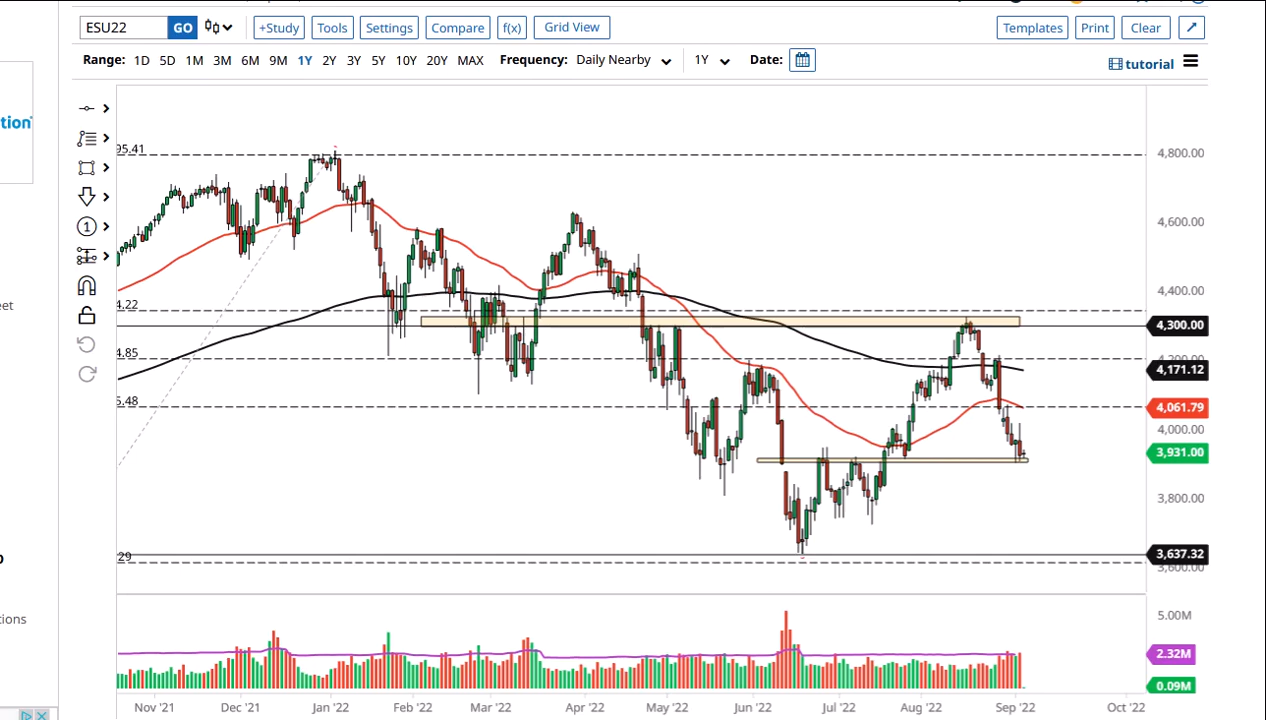 ESU22 GO +Study Tools Settings Compare f(x) Grid View Templates Print Clear
Range: 1D 5D 1M 3M 6M 9M 1Y 2Y 3Y 5Y 10Y 20Y MAX Frequency: Daily Nearby 1Y Date: tutorial
tion
eet
tions
1
95.41
4.22
4.85
5.48
29
4,800.00
4,600.00
4,400.00
4,300.00
4,200.00
4,171.12
4,061.79
4,000.00
3,931.00
3,800.00
3,637.32
3,600.00
5.00M
2.32M
0.09M
Nov '21 Dec '21 Jan '22 Feb '22 Mar '22 Apr '22 May '22 Jun '22 Jul '22 Aug '22 Sep '22 Oct '22